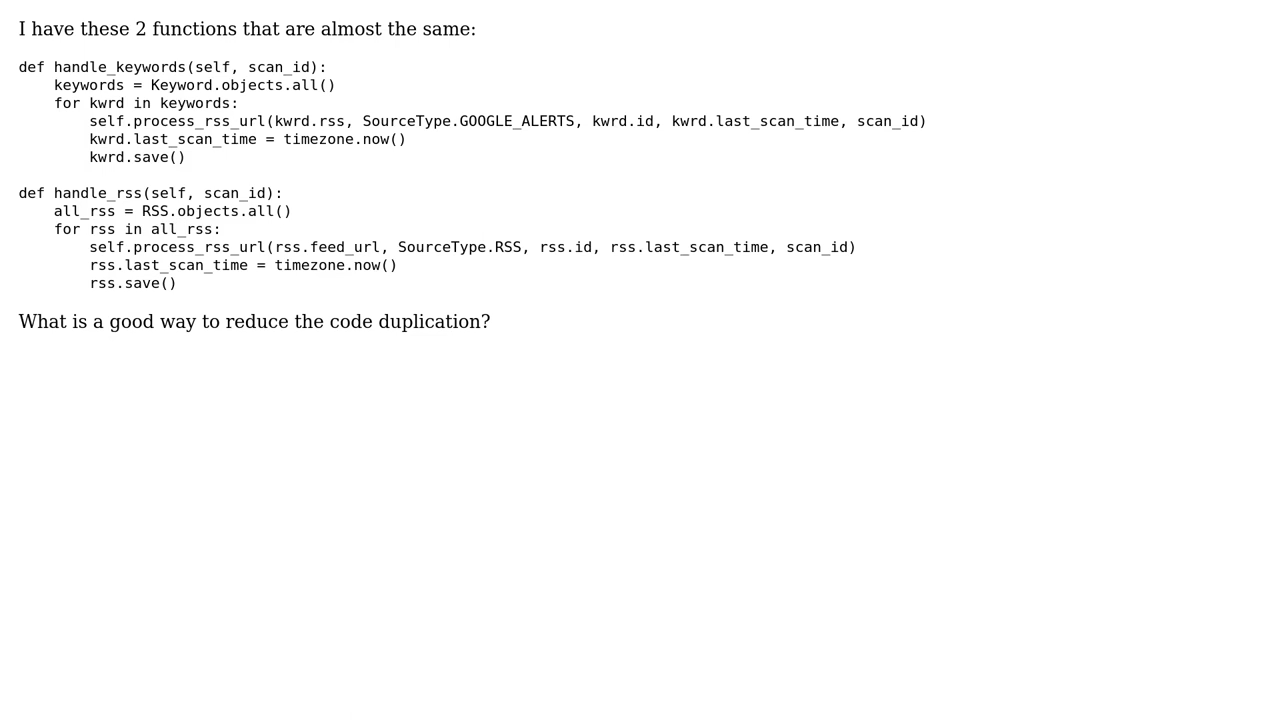 I have these 2 functions that are almost the same:
def handle_keywords(self, scan_id):
    keywords = Keyword.objects.all()
    for kwrd in keywords:
        self.process_rss_url(kwrd.rss, SourceType.GOOGLE_ALERTS, kwrd.id, kwrd.last_scan_time, scan_id)
        kwrd.last_scan_time = timezone.now()
        kwrd.save()

def handle_rss(self, scan_id):
    all_rss = RSS.objects.all()
    for rss in all_rss:
        self.process_rss_url(rss.feed_url, SourceType.RSS, rss.id, rss.last_scan_time, scan_id)
        rss.last_scan_time = timezone.now()
        rss.save()
What is a good way to reduce the code duplication?